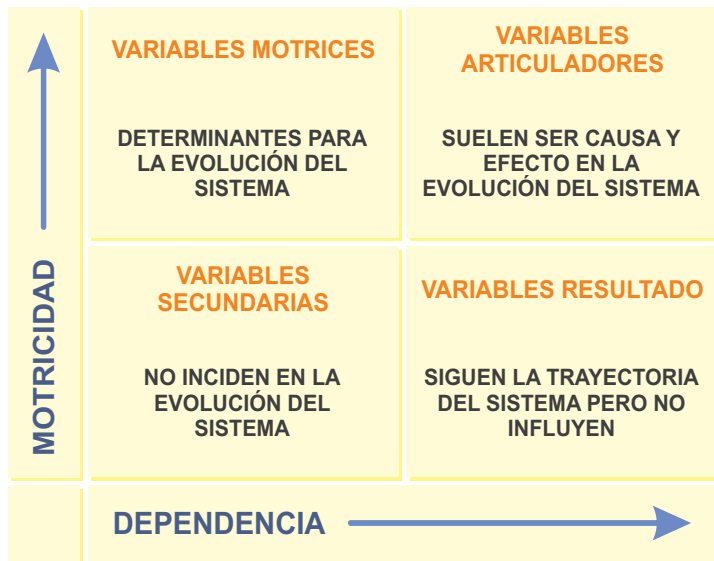 VARIABLES MOTRICES
DETERMINANTES PARA
LA EVOLUCIÓN DEL
SISTEMA
VARIABLES
ARTICULADORES
SUELEN SER CAUSA Y
EFECTO EN LA
EVOLUCIÓN DEL SISTEMA
MOTRICIDAD
VARIABLES
SECUNDARIAS
NO INCIDEN EN LA
EVOLUCIÓN DEL
SISTEMA
VARIABLES RESULTADO
SIGUEN LA TRAYECTORIA
DEL SISTEMA PERO NO
INFLUYEN
DEPENDENCIA